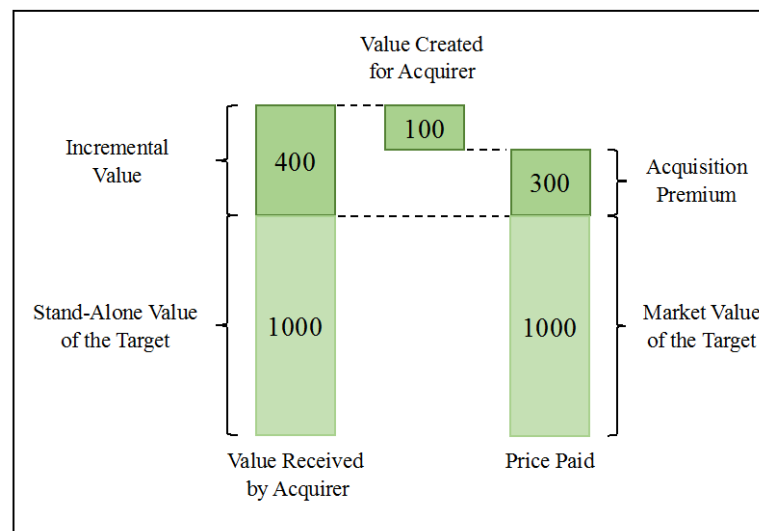 Value Created
for Acquirer
100
Incremental
Value
400
300
Acquisition
Premium
Stand-Alone Value
of the Target
1000
1000
Market Value
of the Target
Value Received
by Acquirer
Price Paid